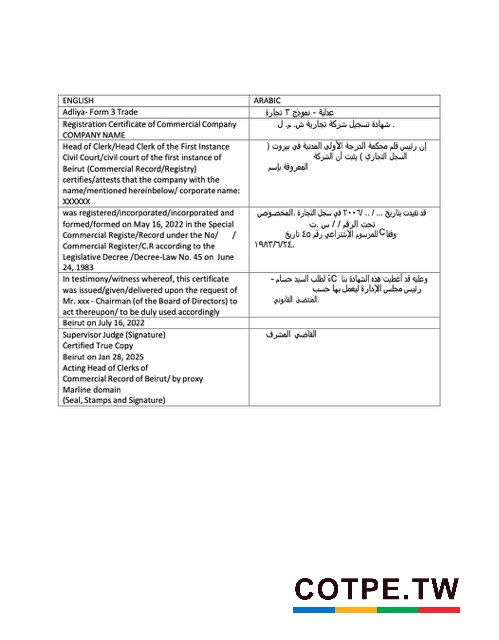 ENGLISH
ARABIC
Adliya- Form 3 Trade
عدلية - نموذج ٣ تجارة
Registration Certificate of Commercial Company
COMPANY NAME
شهادة تسجيل شركة تجارية ش. م. ل .
Head of Clerk/Head Clerk of the First Instance
Civil Court/civil court of the first instance of
Beirut (Commercial Record/Registry)
certifies/attests that the company with the
name/mentioned hereinbelow/ corporate name:
XXXXXX
إن رئيس قلم محكمة الدرجة الأولى المدنية في بيروت (
السجل التجاري ) يثبت أن الشركة
المعروفة بإسم
was registered/incorporated/incorporated and
formed/formed on May 16, 2022 in the Special
Commercial Registe/Record under the No/ /
Commercial Register/C.R according to the
Legislative Decree /Decree-Law No. 45 on June
24, 1983
قد تقيدت بتاريخ ... / .. /٢٠٠٦ في سجل التجارة .المخصوص
تحت الرقم / / س .ت
وفقاCللمرسوم الإشتراعي رقم ٤٥ تاريخ
١٩٨٣/٦/٢٤.
In testimony/witness whereof, this certificate
was issued/given/delivered upon the request of
Mr. xxx - Chairman (of the Board of Directors) to
act thereupon/ to be duly used accordingly
وعليه قد أعطيت هذه الشهادة بنا Cءً لطلب السيد حسام -
رئيس مجلس الإدارة ليعمل بها حسب
.المقتضى القانوني
Beirut on July 16, 2022
Supervisor Judge (Signature)
Certified True Copy
Beirut on Jan 28, 2025
Acting Head of Clerks of
Commercial Record of Beirut/ by proxy
Marline domain
(Seal, Stamps and Signature)
القاضي المشرف
COTPE.TW